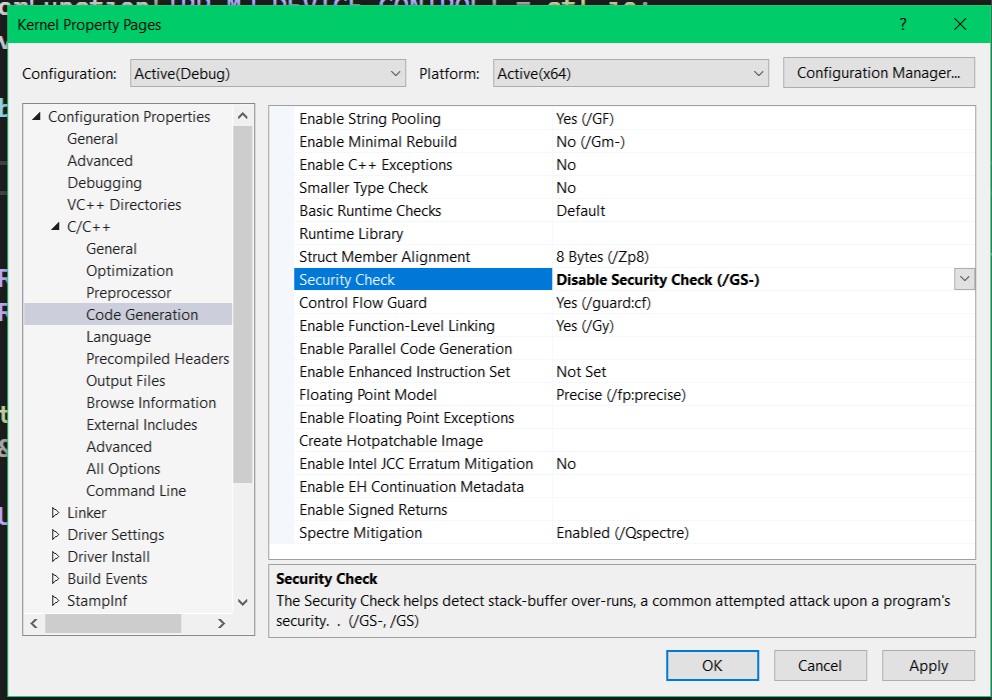 Kernel Property Pages
?
Configuration: Active(Debug) Platform: Active(x64) Configuration Manager...
Configuration Properties
General
Advanced
Debugging
VC++ Directories
C/C++
General
Optimization
Preprocessor
Code Generation
Language
Precompiled Headers
Output Files
Browse Information
External Includes
Advanced
All Options
Command Line
Linker
Driver Settings
Driver Install
Build Events
StampInf
Enable String Pooling Yes (/GF)
Enable Minimal Rebuild No (/Gm-)
Enable C++ Exceptions No
Smaller Type Check No
Basic Runtime Checks Default
Runtime Library
Struct Member Alignment 8 Bytes (/Zp8)
Security Check Disable Security Check (/GS-)
Control Flow Guard Yes (/guard:cf)
Enable Function-Level Linking Yes (/Gy)
Enable Parallel Code Generation
Enable Enhanced Instruction Set Not Set
Floating Point Model Precise (/fp:precise)
Enable Floating Point Exceptions
Create Hotpatchable Image
Enable Intel JCC Erratum Mitigation No
Enable EH Continuation Metadata
Enable Signed Returns
Spectre Mitigation Enabled (/Qspectre)
Security Check
The Security Check helps detect stack-buffer over-runs, a common attempted attack upon a program's
security. . (/GS-, /GS)
OK Cancel Apply